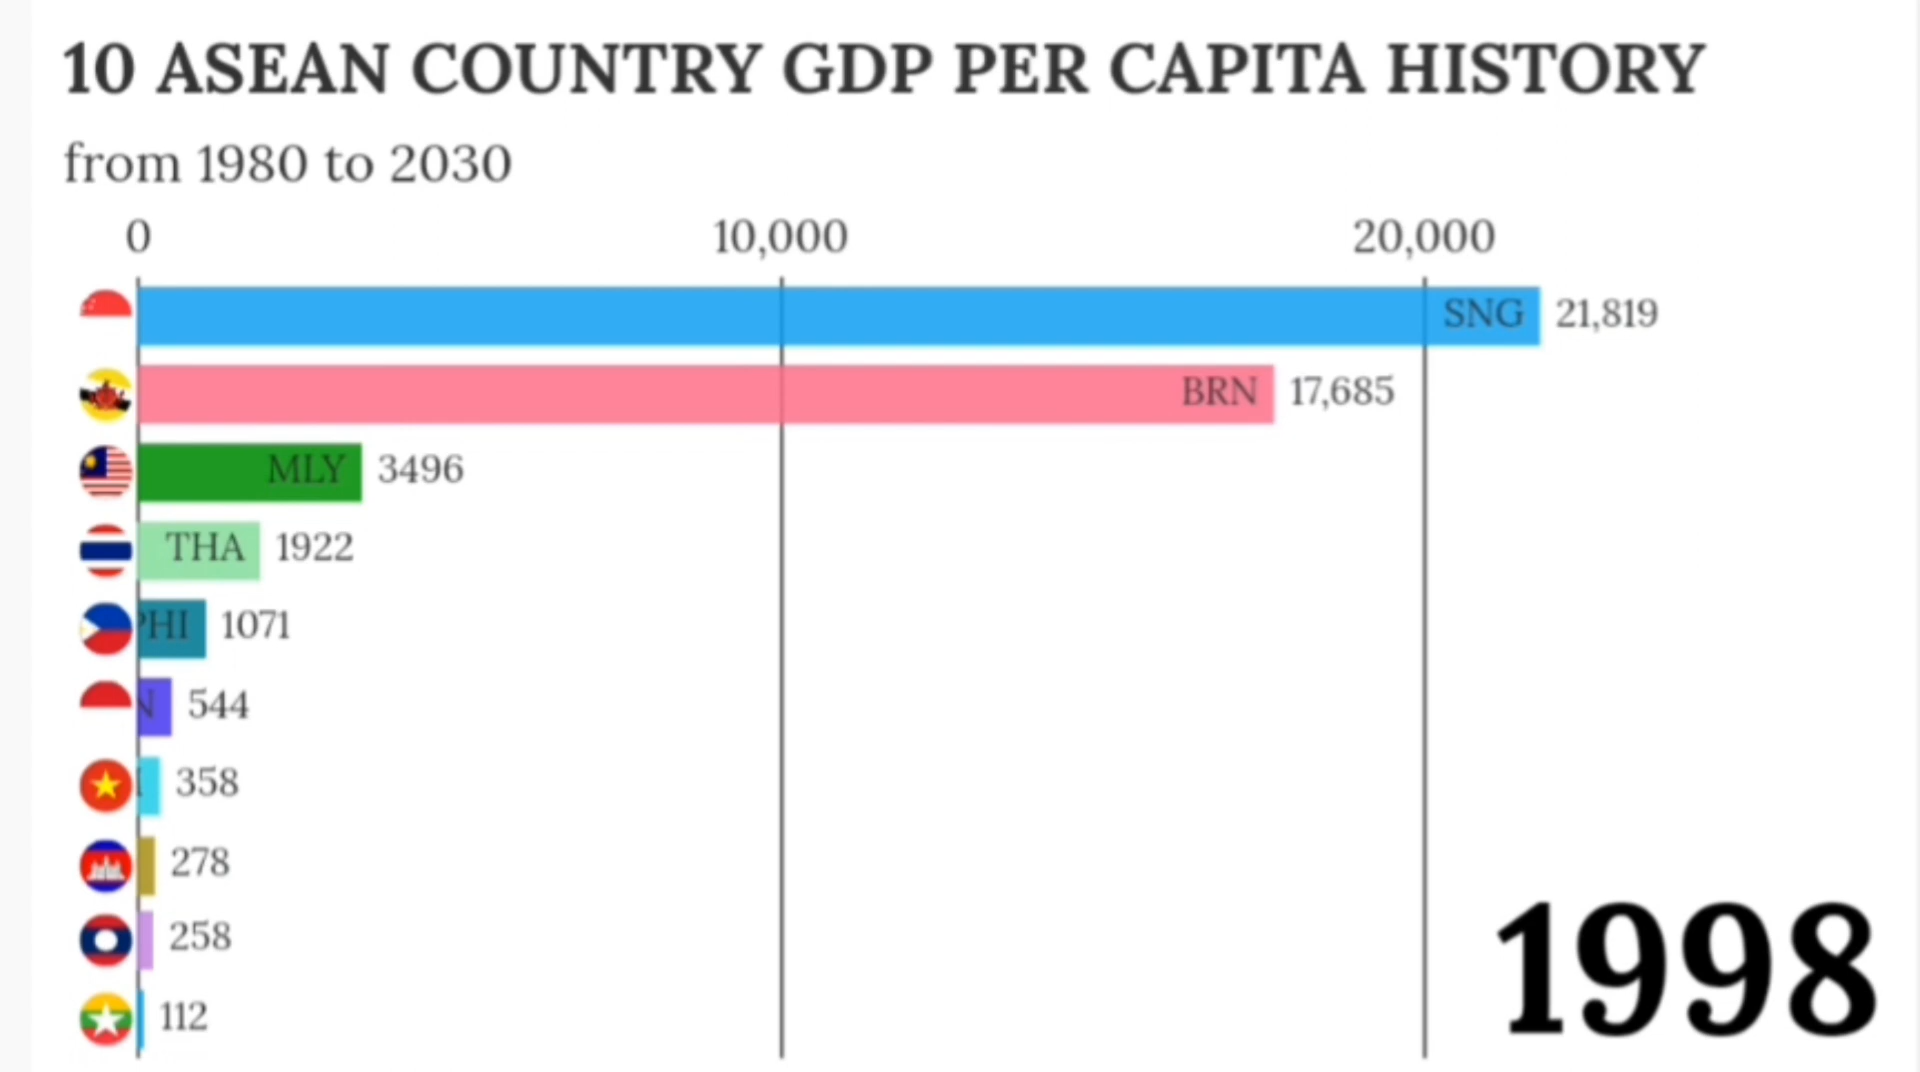 10 ASEAN COUNTRY GDP PER CAPITA HISTORY
from 1980 to 2030
0 10,000 20,000
SNG 21,819
BRN 17,685
MLY 3496
THA 1922
PHI 1071
N 544
358
278
258
112
1998